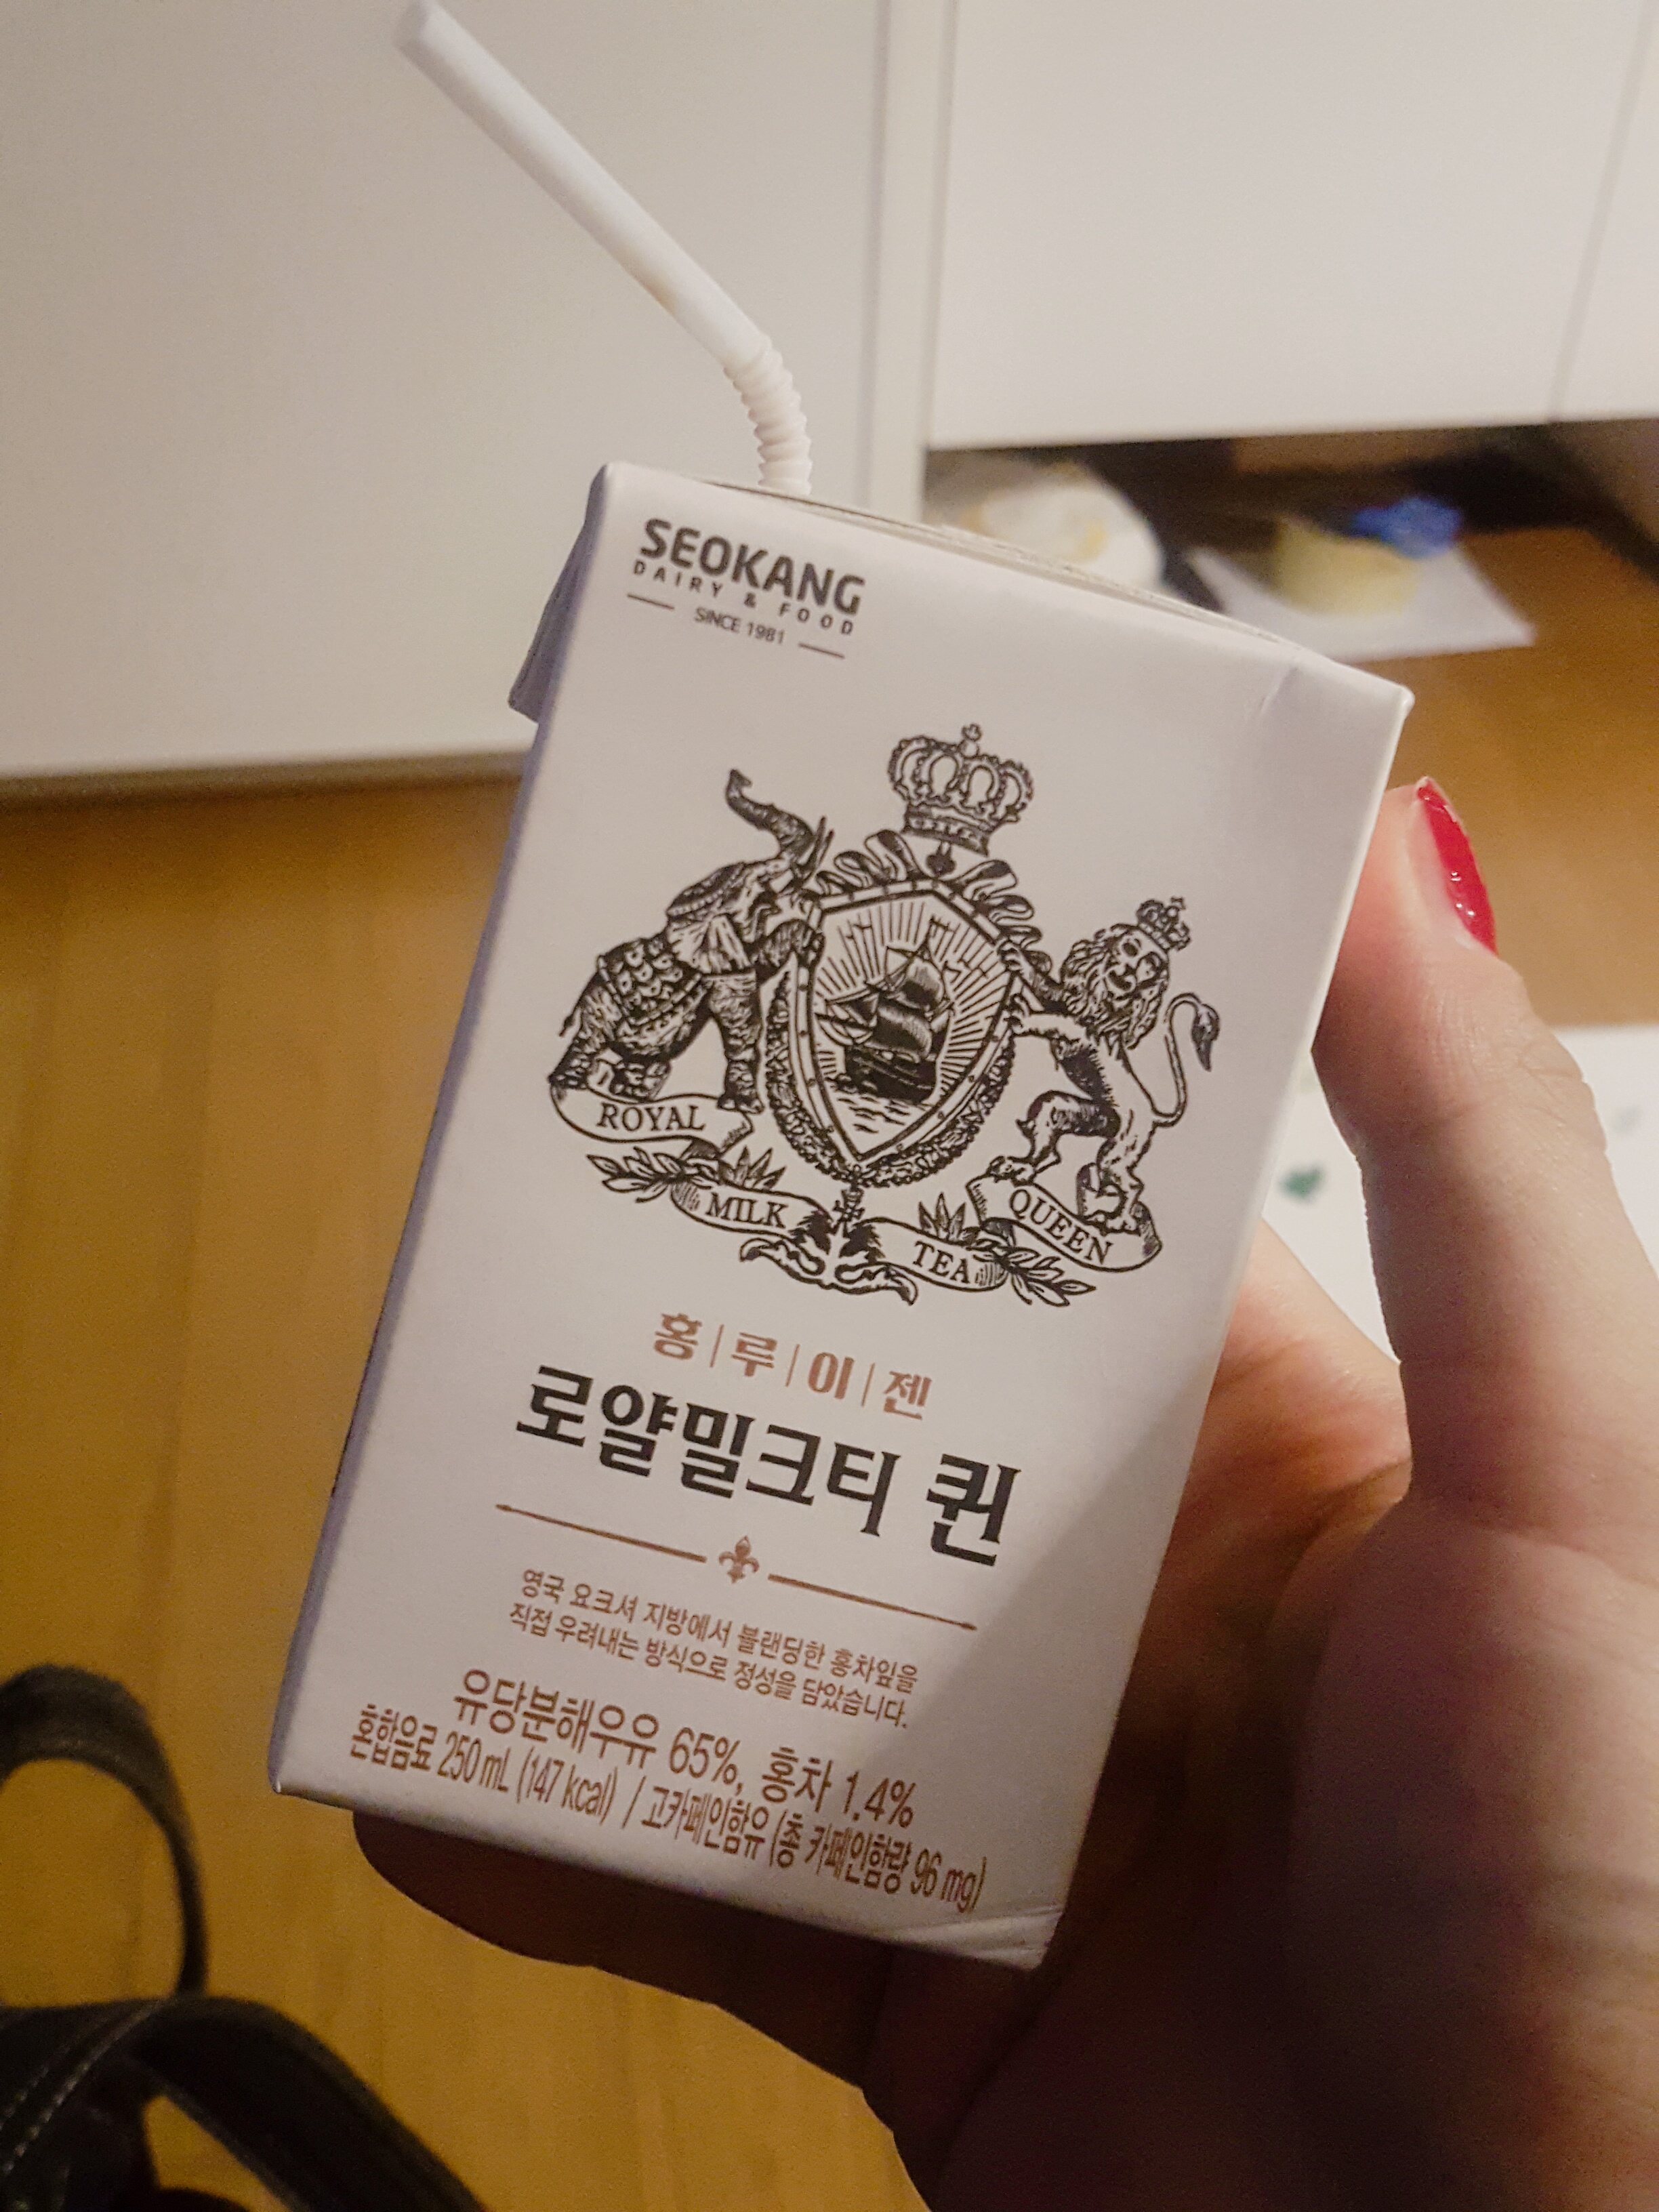 SEOKANG
DAIRY & FOOD
SINCE 1981
ROYAL
MILK
TEA
QUEEN
홍|루|이|젠
로얄밀크티 퀸
영국 요크셔 지방에서 블랜딩한 홍차잎을
직접 우려내는 방식으로 정성을 담았습니다.
유당분해우유 65%, 홍차 1.4%
혼합음료 250 mL (147 kcal) / 고카페인함유 (총 카페인함량 96 mg)